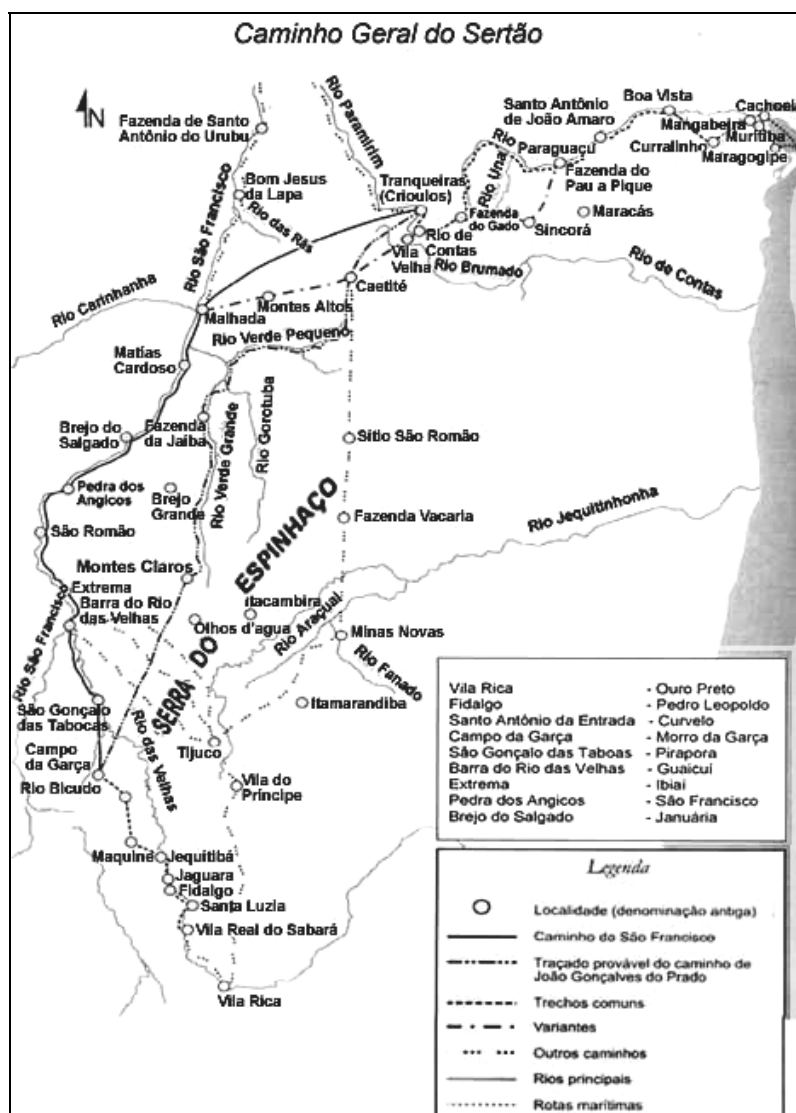 Caminho Geral do Sertão
N
Fazenda de Santo
Antônio do Urubu
Rio Paramirim
Santo Antônio
de João Amaro
Boa Vista
Cachoeira
Mangabeira
Muritiba
Curralinho
Maragogipe
Rio
Paraguaçu
Rio Una
Fazenda do
Pau a Pique
Bom Jesus
da Lapa
Tranqueiras
(Crioulos)
Maracás
Fazenda
do Gado
Sincorá
Rio São Francisco
Rio das Rãs
Rio de
Contas
Vila
Velha
Rio Brumado
Rio de Contas
Rio Carinhanha
Caetité
Montes Altos
Malhada
Rio Verde Pequeno
Matías
Cardoso
Brejo do
Salgado
Fazenda
da Jaiba
Rio Verde Grande
Rio Gorotuba
Sítio São Romão
Pedra dos
Angicos
Brejo
Grande
São Romão
Fazenda Vacaria
Rio Jequitinhonha
SERRA DO ESPINHAÇO
Montes Claros
Extrema
Barra do Rio
das Velhas
Olhos d'agua
Itacambira
Rio Araçuaí
Minas Novas
Rio Fanado
Itamarandiba
Rio São Francisco
São Gonçalo
das Tabocas
Rio das Velhas
Tijuco
Campo
da Garça
Rio Bicudo
Vila do
Príncipe
Maquine
Jequitibá
Jaguara
Fidalgo
Santa Luzia
Vila Real do Sabará
Vila Rica
Vila Rica - Ouro Preto
Fidalgo - Pedro Leopoldo
Santo Antônio da Entrada - Curvelo
Campo da Garça - Morro da Garça
São Gonçalo das Taboas - Pirapora
Barra do Rio das Velhas - Guaicuí
Extrema - Ibiaí
Pedra dos Angicos - São Francisco
Brejo do Salgado - Januária
Legenda
Localidade (denominação antiga)
Caminho do São Francisco
Traçado provável do caminho de
João Gonçalves do Prado
Trechos comuns
Variantes
Outros caminhos
Rios principais
Rotas marítimas